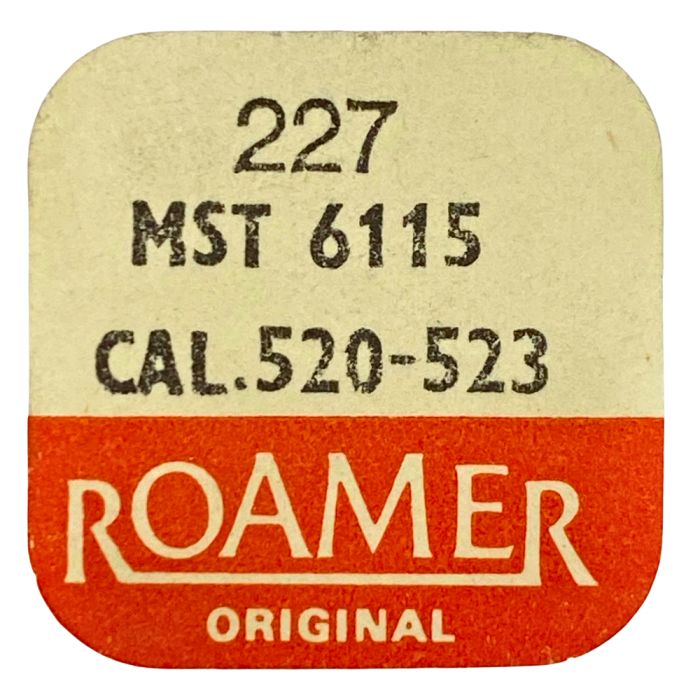 227
MST 6115
CAL.520-523
ROAMER
ORIGINAL